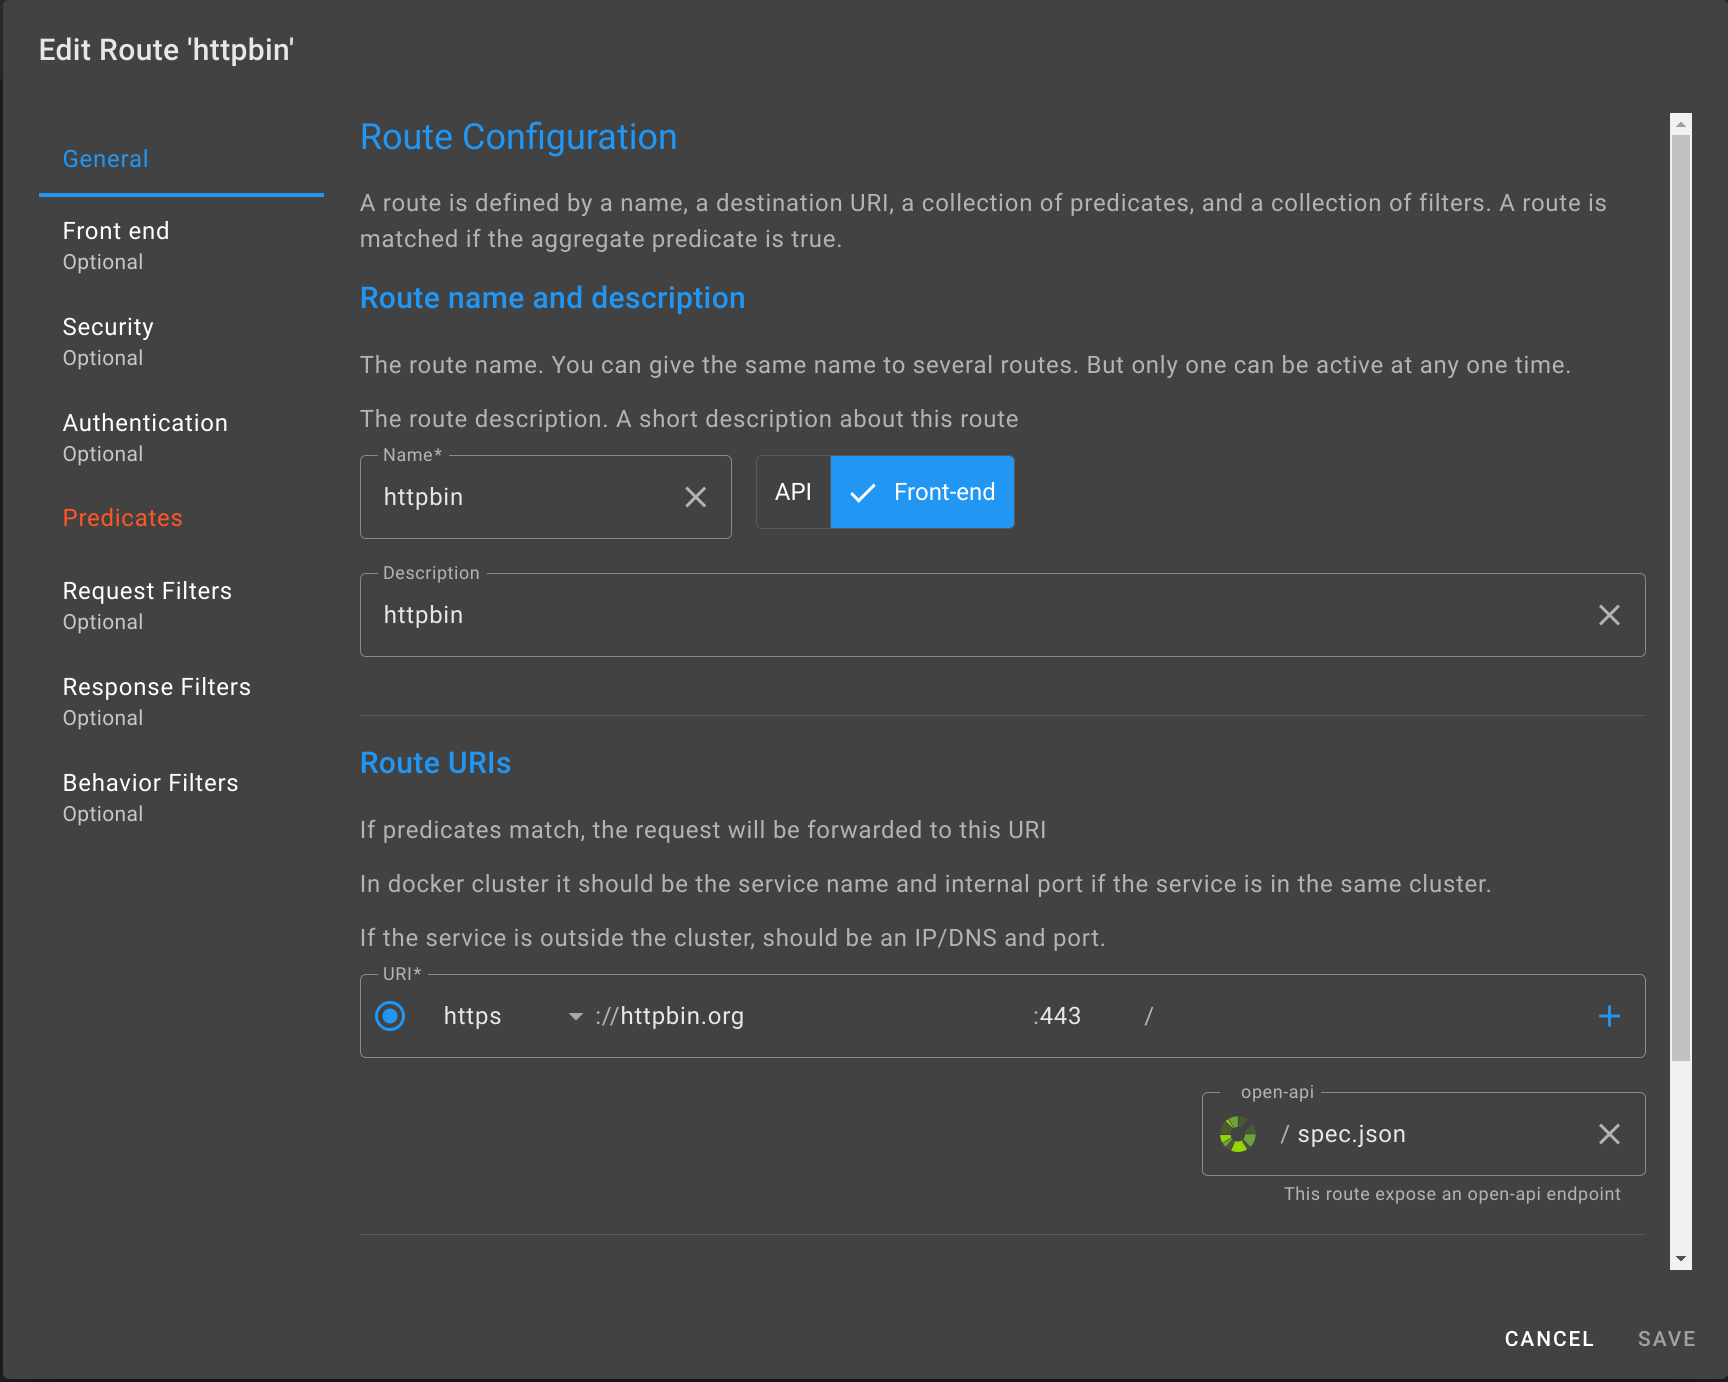 Edit Route 'httpbin'
General
Front end
Optional
Security
Optional
Authentication
Optional
Predicates
Request Filters
Optional
Response Filters
Optional
Behavior Filters
Optional
Route Configuration
A route is defined by a name, a destination URI, a collection of predicates, and a collection of filters. A route is
matched if the aggregate predicate is true.
Route name and description
The route name. You can give the same name to several routes. But only one can be active at any one time.
The route description. A short description about this route
Name*
httpbin
API Front-end
Description
httpbin
Route URIs
If predicates match, the request will be forwarded to this URI
In docker cluster it should be the service name and internal port if the service is in the same cluster.
If the service is outside the cluster, should be an IP/DNS and port.
URI*
https ://httpbin.org :443 /
open-api
/ spec.json
This route expose an open-api endpoint
CANCEL SAVE